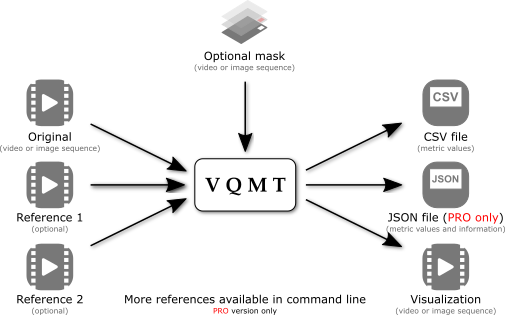 Optional mask
(video or image sequence)
Original
(video or image sequence)
Reference 1
(optional)
Reference 2
(optional)
VQMT
CSV
CSV file
(metric values)
JSON
JSON file (PRO only)
(metric values and information)
Visualization
(video or image sequence)
More references available in command line
PRO version only